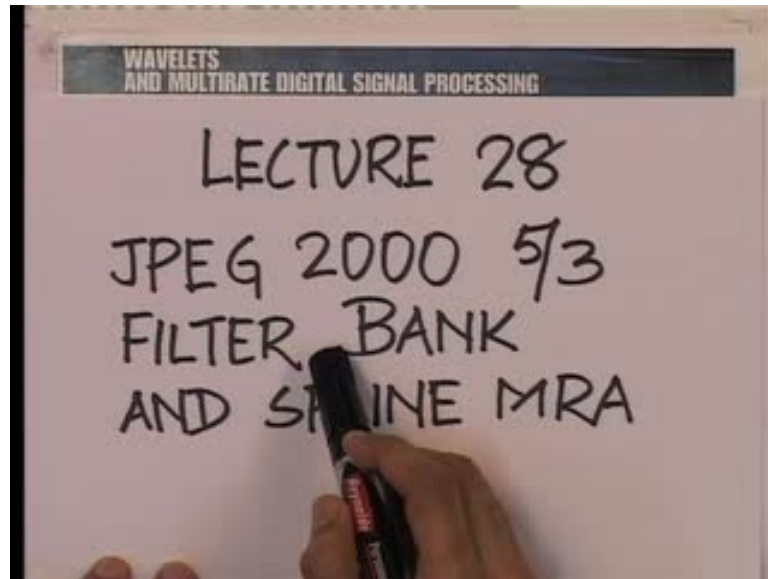 WAVELETS
AND MULTIRATE DIGITAL SIGNAL PROCESSING
LECTURE 28
JPEG 2000 5/3
FILTER BANK
AND MRA